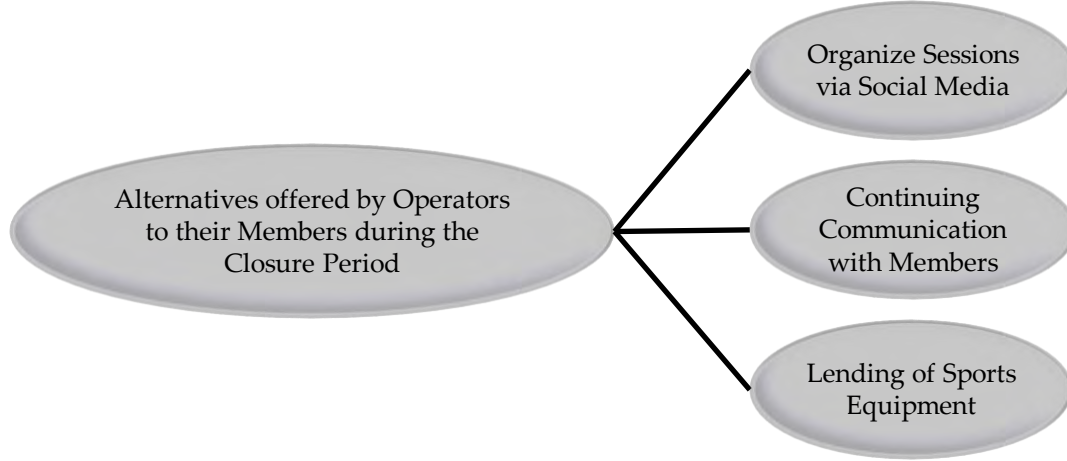 Alternatives offered by Operators
to their Members during the
Closure Period
Organize Sessions
via Social Media
Continuing
Communication
with Members
Lending of Sports
Equipment